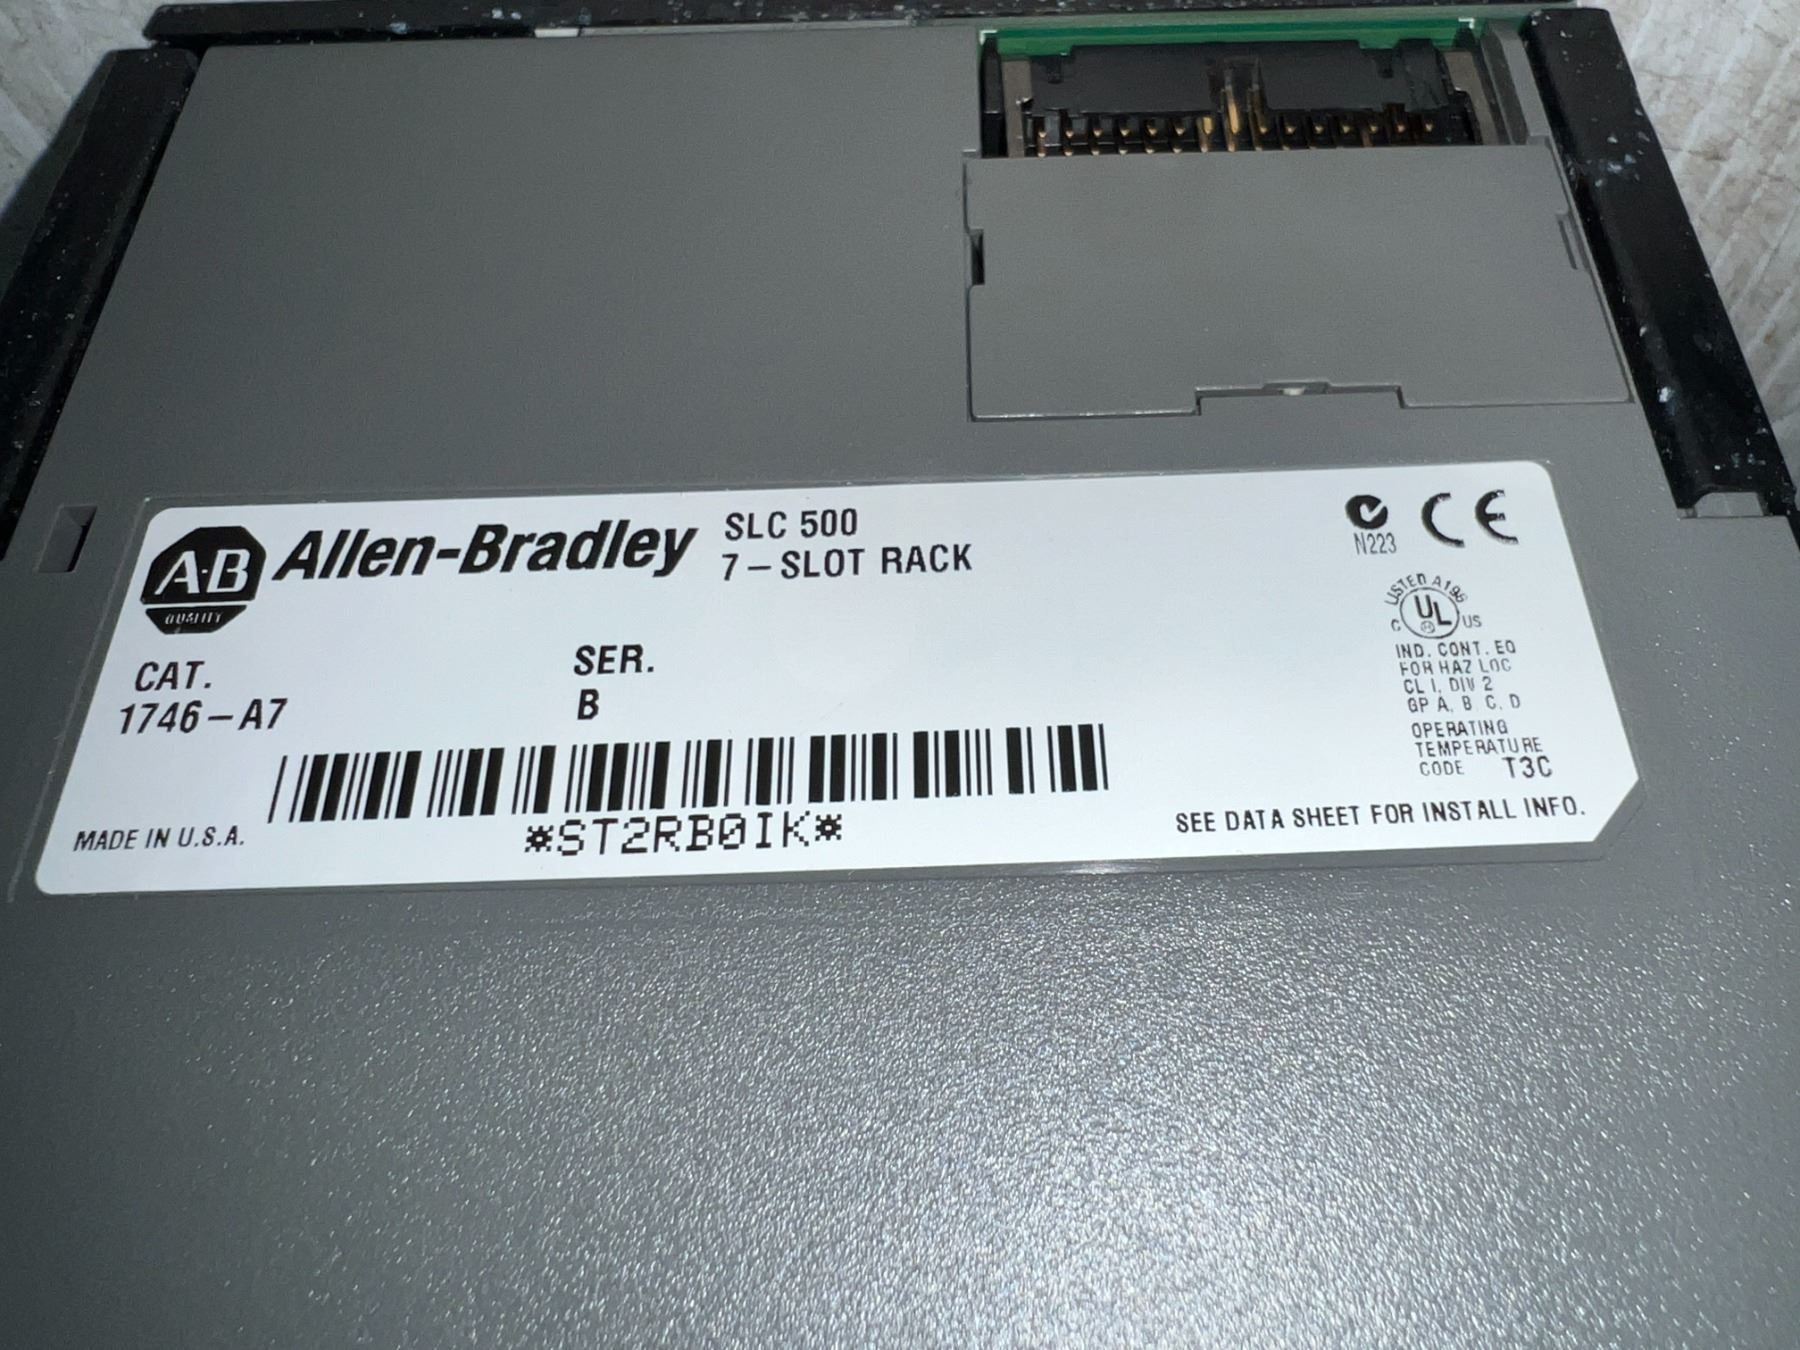 A-B
QUALITY
Allen-Bradley
SLC 500
7-SLOT RACK
N223
CE
CAT.
1746-A7
SER.
B
LISTED A196
C UL US
IND. CONT. EQ
FOR HAZ LOC
CL I, DIV 2
GP A, B, C, D
OPERATING
TEMPERATURE
CODE T3C
MADE IN U.S.A.
*ST2RB0IK*
SEE DATA SHEET FOR INSTALL INFO.